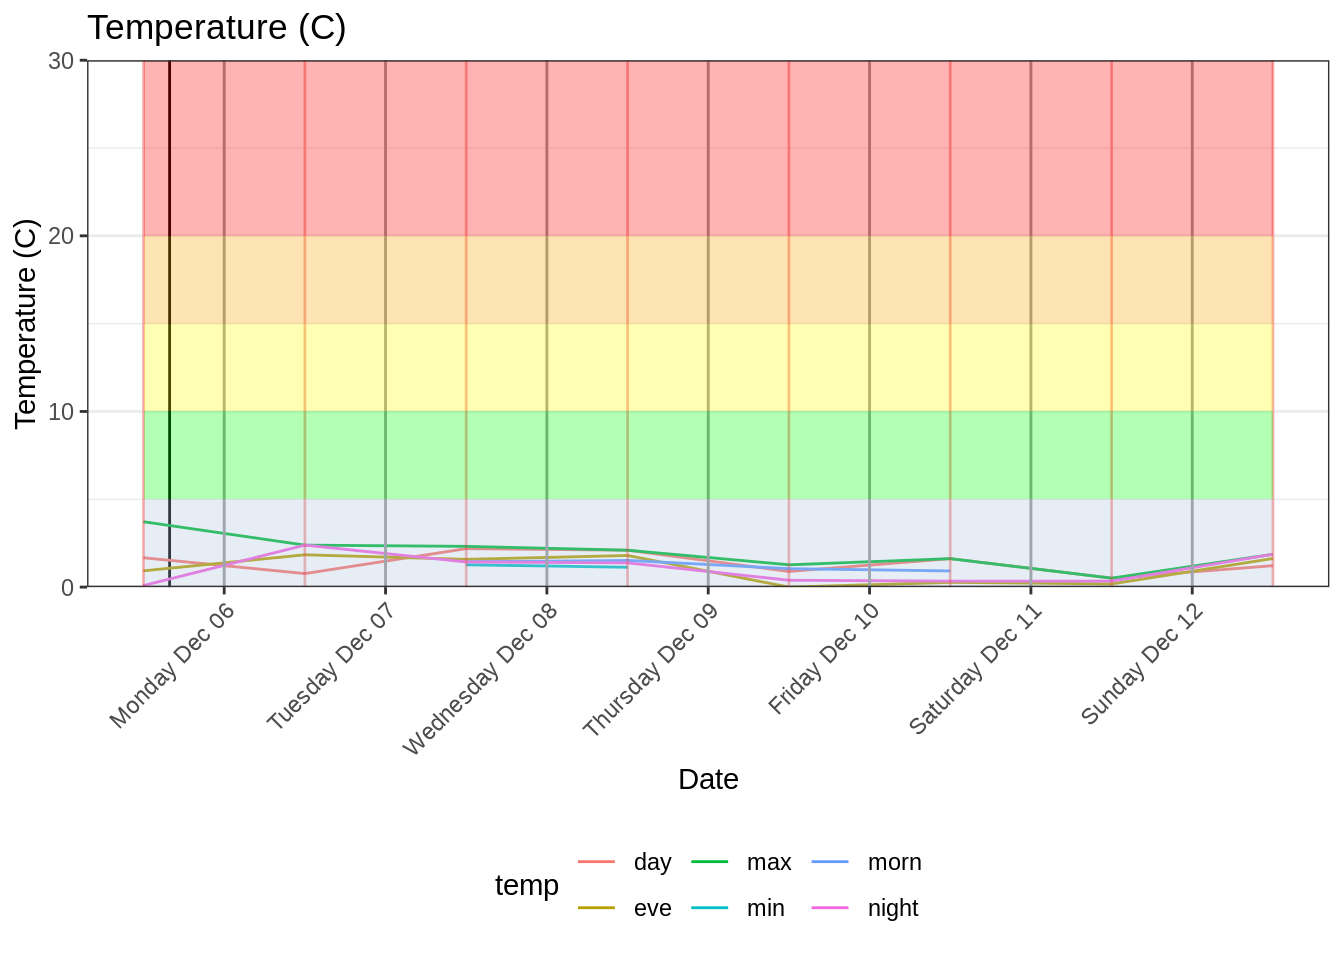 Temperature (C)
30
20
10
0
Temperature (C)
Monday Dec 06
Tuesday Dec 07
Wednesday Dec 08
Thursday Dec 09
Friday Dec 10
Saturday Dec 11
Sunday Dec 12
Date
temp
day
max
morn
eve
min
night